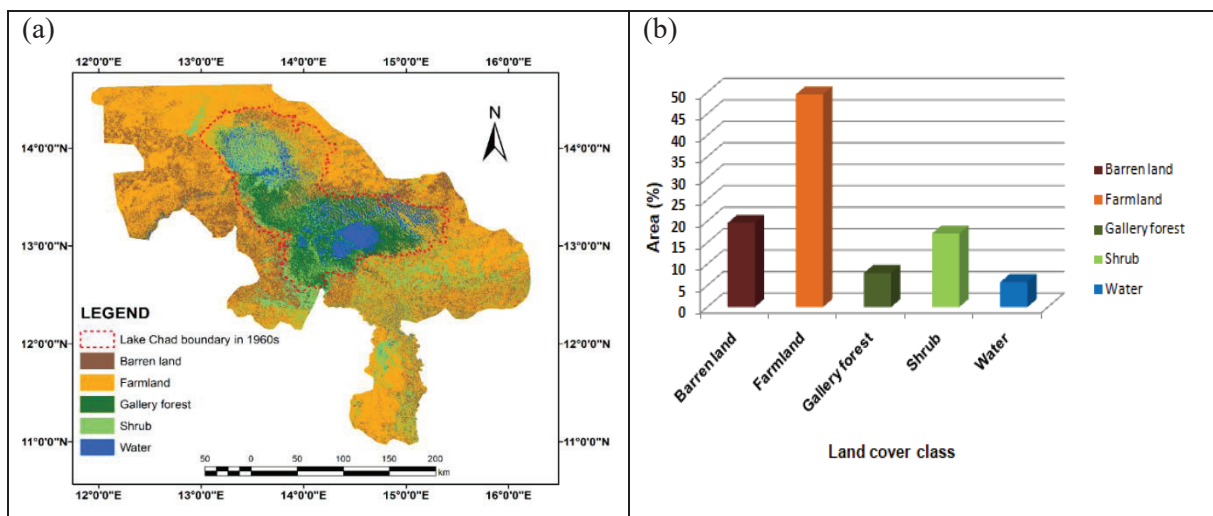 (a)
12°0'0"E 13°0'0"E 14°0'0"E 15°0'0"E 16°0'0"E
N
14°0'0"N 14°0'0"N
13°0'0"N 13°0'0"N
12°0'0"N 12°0'0"N
11°0'0"N 11°0'0"N
LEGEND
Lake Chad boundary in 1960s
Barren land
Farmland
Gallery forest
Shrub
Water
50 0 50 100 150 200
km
12°0'0"E 13°0'0"E 14°0'0"E 15°0'0"E 16°0'0"E
(b)
Area (%)
50
45
40
35
30
25
20
15
10
5
0
Barren land
Farmland
Gallery forest
Shrub
Water
Land cover class
Barren land
Farmland
Gallery forest
Shrub
Water